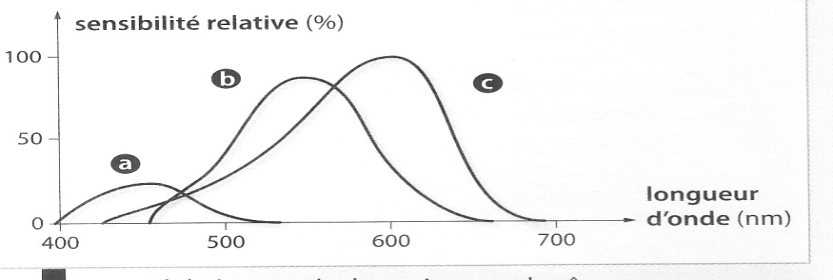 sensibilité relative (%)
100
b
c
50
a
longueur
d'onde (nm)
0
400
500
600
700